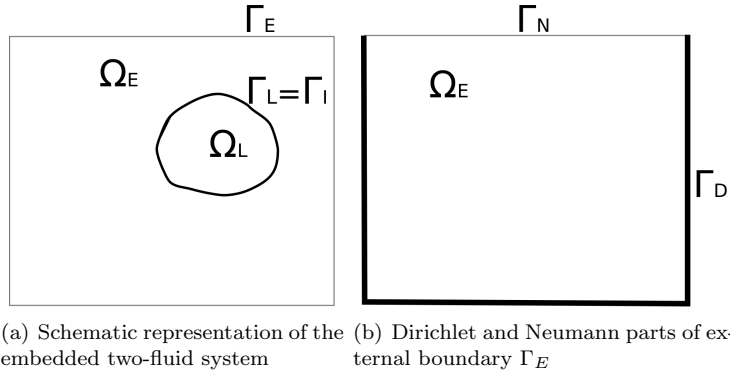 Γ_E
Γ_N
Ω_E
Ω_E
Γ_L=Γ_I
Ω_L
Γ_D
(a) Schematic representation of the
embedded two-fluid system
(b) Dirichlet and Neumann parts of ex-
ternal boundary Γ_E